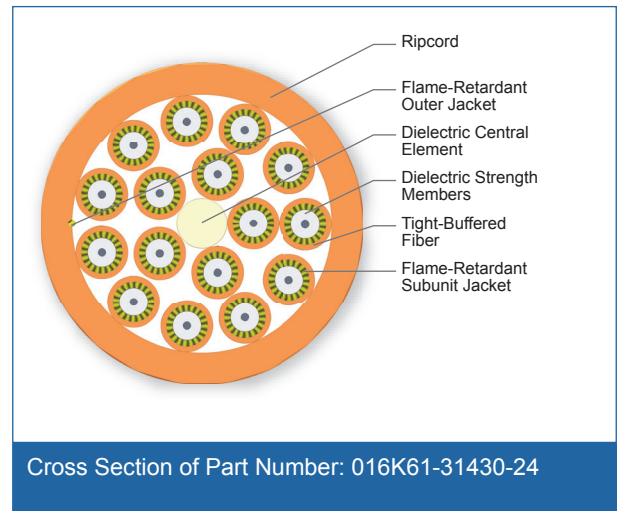 Ripcord
Flame-Retardant
Outer Jacket
Dielectric Central
Element
Dielectric Strength
Members
Tight-Buffered
Fiber
Flame-Retardant
Subunit Jacket
Cross Section of Part Number: 016K61-31430-24